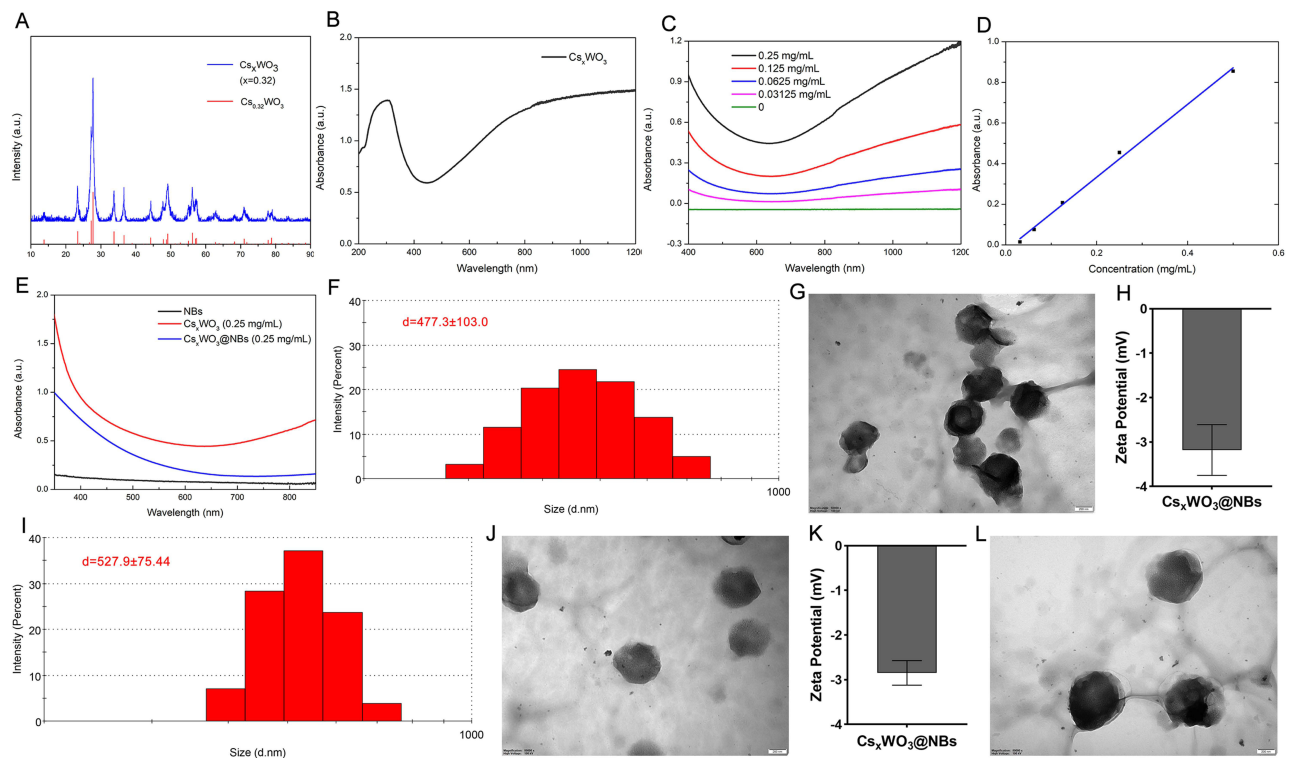 A
Intensity (a.u.)
CsxWO3
(x=0.32)
Cs0.32WO3
10 20 30 40 50 60 70 80 90
B
Absorbance (a.u.)
2.0
1.5
1.0
0.5
0.0
CsxWO3
200 400 600 800 1000 1200
Wavelength (nm)
C
Absorbance (a.u.)
1.2
0.9
0.6
0.3
0.0
-0.3
0.25 mg/mL
0.125 mg/mL
0.0625 mg/mL
0.03125 mg/mL
0
400 600 800 1000 1200
Wavelength (nm)
D
Absorbance (a.u.)
1.0
0.8
0.6
0.4
0.2
0.0
0.0 0.2 0.4 0.6
Concentration (mg/mL)
E
Absorbance (a.u.)
2.0
1.5
1.0
0.5
0.0
NBs
CsxWO3 (0.25 mg/mL)
CsxWO3@NBs (0.25 mg/mL)
400 500 600 700 800
Wavelength (nm)
F
Intensity (Percent)
40
30
20
10
0
d=477.3±103.0
1000
Size (d.nm)
G
H
Zeta Potential (mV)
0
-1
-2
-3
-4
CsxWO3@NBs
I
Intensity (Percent)
40
30
20
10
0
d=527.9±75.44
1000
Size (d.nm)
J
K
Zeta Potential (mV)
0
-1
-2
-3
-4
CsxWO3@NBs
L